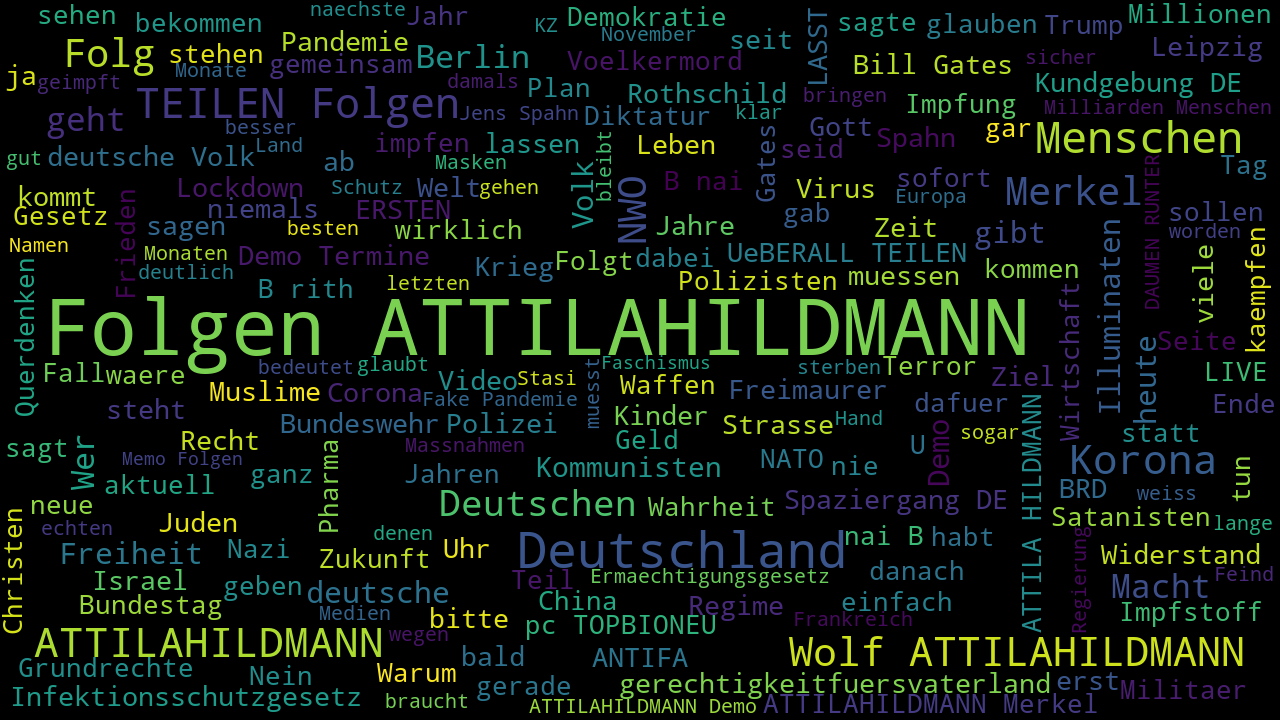 sehen
bekommen
naechste
Jahr
KZ
Demokratie
November
seit
LASST
sagte
glauben
Trump
Millionen
Leipzig
Folg
stehen
Pandemie
gemeinsam
Berlin
Voelkermord
Bill Gates
sicher
Kundgebung DE
ja
geimpft
Monate
damals
Plan
Rothschild
bringen
Impfung
Milliarden Menschen
TEILEN Folgen
Jens Spahn
Diktatur
klar
geht
besser
Land
impfen
lassen
Leben
Gates
Gott
seid
Spahn
gar
Menschen
gut
deutsche Volk
ab
Masken
bleibt
Volk
Tag
kommt
Lockdown
Schutz
Welt
gehen
NWO
B nai
Virus
sofort
Europa
Merkel
DAUMEN RUNTER
Gesetz
niemals
ERSTEN
sagen
besten
wirklich
Jahre
gab
Zeit
gibt
sollen
worden
Namen
Frieden
Monaten
Demo Termine
deutlich
Krieg
Folgt
dabei
UeBERALL TEILEN
Polizisten
muessen
kommen
Illuminaten
viele
kaempfen
Querdenken
B rith
letzten
Folgen ATTILAHILDMANN
Wirtschaft
heute
Seite
Fall
waere
bedeutet
glaubt
Video
Stasi
muesst
Faschismus
sterben
Terror
Ziel
LIVE
Muslime
Corona
Fake Pandemie
Waffen
Freimaurer
dafuer
Ende
steht
Bundeswehr
Polizei
Kinder
Strasse
Hand
sogar
sagt
Wer
Recht
Massnahmen
Geld
U
Demo
ATTILA HILDMANN
statt
Memo Folgen
ganz
Pharma
Jahren
Kommunisten
NATO
nie
Korona
aktuell
BRD
weiss
tun
neue
Deutschen
Wahrheit
Spaziergang DE
echten
Juden
denen
Satanisten
lange
Christen
Freiheit
Nazi
Zukunft
Uhr
Deutschland
nai B
habt
Regierung
Widerstand
Israel
geben
Teil
Ermaechtigungsgesetz
danach
Macht
Feind
Bundestag
deutsche
Medien
bitte
China
Regime
einfach
Frankreich
Impfstoff
ATTILAHILDMANN
wegen
pc TOPBIONEU
Wolf ATTILAHILDMANN
Grundrechte
Nein
Warum
bald
ANTIFA
gerade
gerechtigkeitfuersvaterland
erst
Militaer
Infektionsschutzgesetz
braucht
ATTILAHILDMANN Demo
ATTILAHILDMANN Merkel